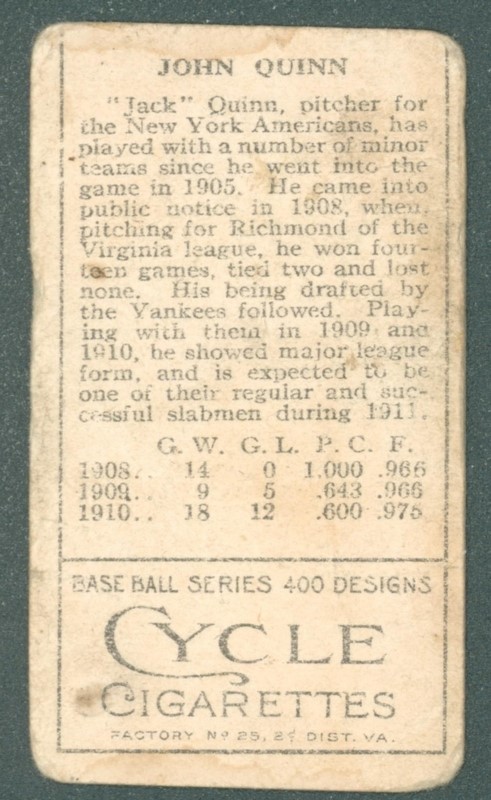 JOHN QUINN
"Jack" Quinn, pitcher for
the New York Americans, has
played with a number of minor
teams since he went into the
game in 1905. He came into
public notice in 1908, when,
pitching for Richmond of the
Virginia league, he won four-
teen games, tied two and lost
none. His being drafted by
the Yankees followed. Play-
ing with them in 1909 and
1910, he showed major league
form, and is expected to be
one of their regular and suc-
cessful slabmen during 1911.
G. W. G. L. P. C. F.
1908.. 14 0 1.000 .966
1909.. 9 5 .643 .966
1910.. 18 12 .600 .975
BASE BALL SERIES 400 DESIGNS
CYCLE
CIGARETTES
FACTORY Nº 25, 2ᵈ DIST. VA.